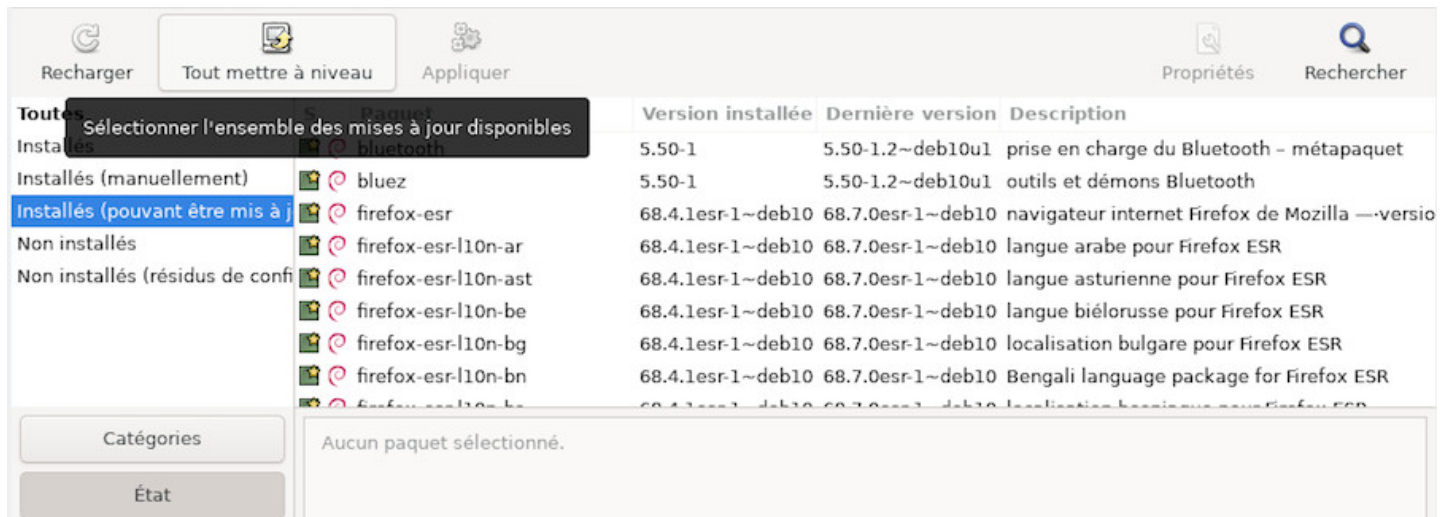 Recharger Tout mettre à niveau Appliquer Propriétés Rechercher
Toutes S Paquet Version installée Dernière version Description
Sélectionner l'ensemble des mises à jour disponibles
Installés bluetooth 5.50-1 5.50-1.2~deb10u1 prise en charge du Bluetooth – métapaquet
Installés (manuellement) bluez 5.50-1 5.50-1.2~deb10u1 outils et démons Bluetooth
Installés (pouvant être mis à j firefox-esr 68.4.1esr-1~deb10 68.7.0esr-1~deb10 navigateur internet Firefox de Mozilla —·versio
Non installés firefox-esr-l10n-ar 68.4.1esr-1~deb10 68.7.0esr-1~deb10 langue arabe pour Firefox ESR
Non installés (résidus de confi firefox-esr-l10n-ast 68.4.1esr-1~deb10 68.7.0esr-1~deb10 langue asturienne pour Firefox ESR
firefox-esr-l10n-be 68.4.1esr-1~deb10 68.7.0esr-1~deb10 langue biélorusse pour Firefox ESR
firefox-esr-l10n-bg 68.4.1esr-1~deb10 68.7.0esr-1~deb10 localisation bulgare pour Firefox ESR
firefox-esr-l10n-bn 68.4.1esr-1~deb10 68.7.0esr-1~deb10 Bengali language package for Firefox ESR
Catégories
Aucun paquet sélectionné.
État